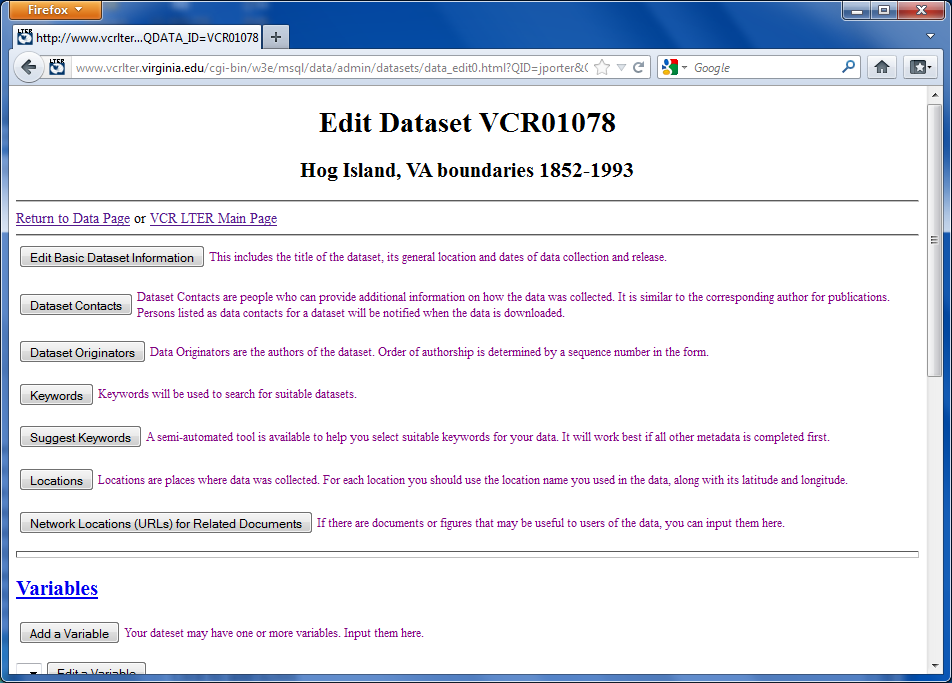 Firefox
LTER http://www.vcrlter...QDATA_ID=VCR01078
LTER www.vcrlter.virginia.edu/cgi-bin/w3e/msql/data/admin/datasets/data_edit0.html?QID=jporter&( Google
Edit Dataset VCR01078
Hog Island, VA boundaries 1852-1993
Return to Data Page or VCR LTER Main Page
Edit Basic Dataset Information This includes the title of the dataset, its general location and dates of data collection and release.
Dataset Contacts Dataset Contacts are people who can provide additional information on how the data was collected. It is similar to the corresponding author for publications.
Persons listed as data contacts for a dataset will be notified when the data is downloaded.
Dataset Originators Data Originators are the authors of the dataset. Order of authorship is determined by a sequence number in the form.
Keywords Keywords will be used to search for suitable datasets.
Suggest Keywords A semi-automated tool is available to help you select suitable keywords for your data. It will work best if all other metadata is completed first.
Locations Locations are places where data was collected. For each location you should use the location name you used in the data, along with its latitude and longitude.
Network Locations (URLs) for Related Documents If there are documents or figures that may be useful to users of the data, you can input them here.
Variables
Add a Variable Your dateset may have one or more variables. Input them here.
Edit a Variable